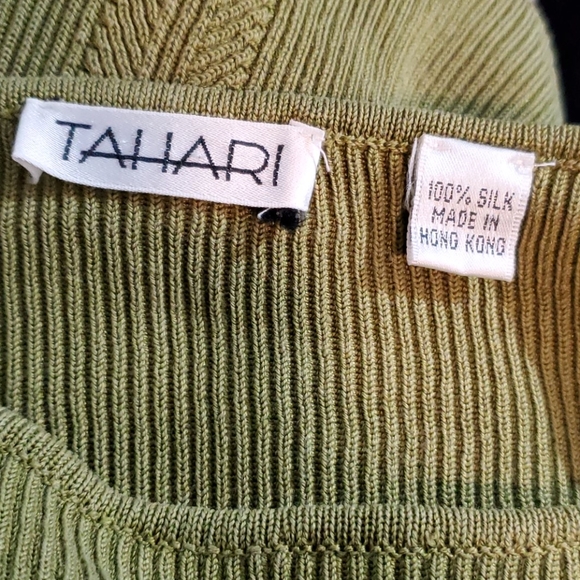 TAHARI
100% SILK
MADE IN
HONG KONG